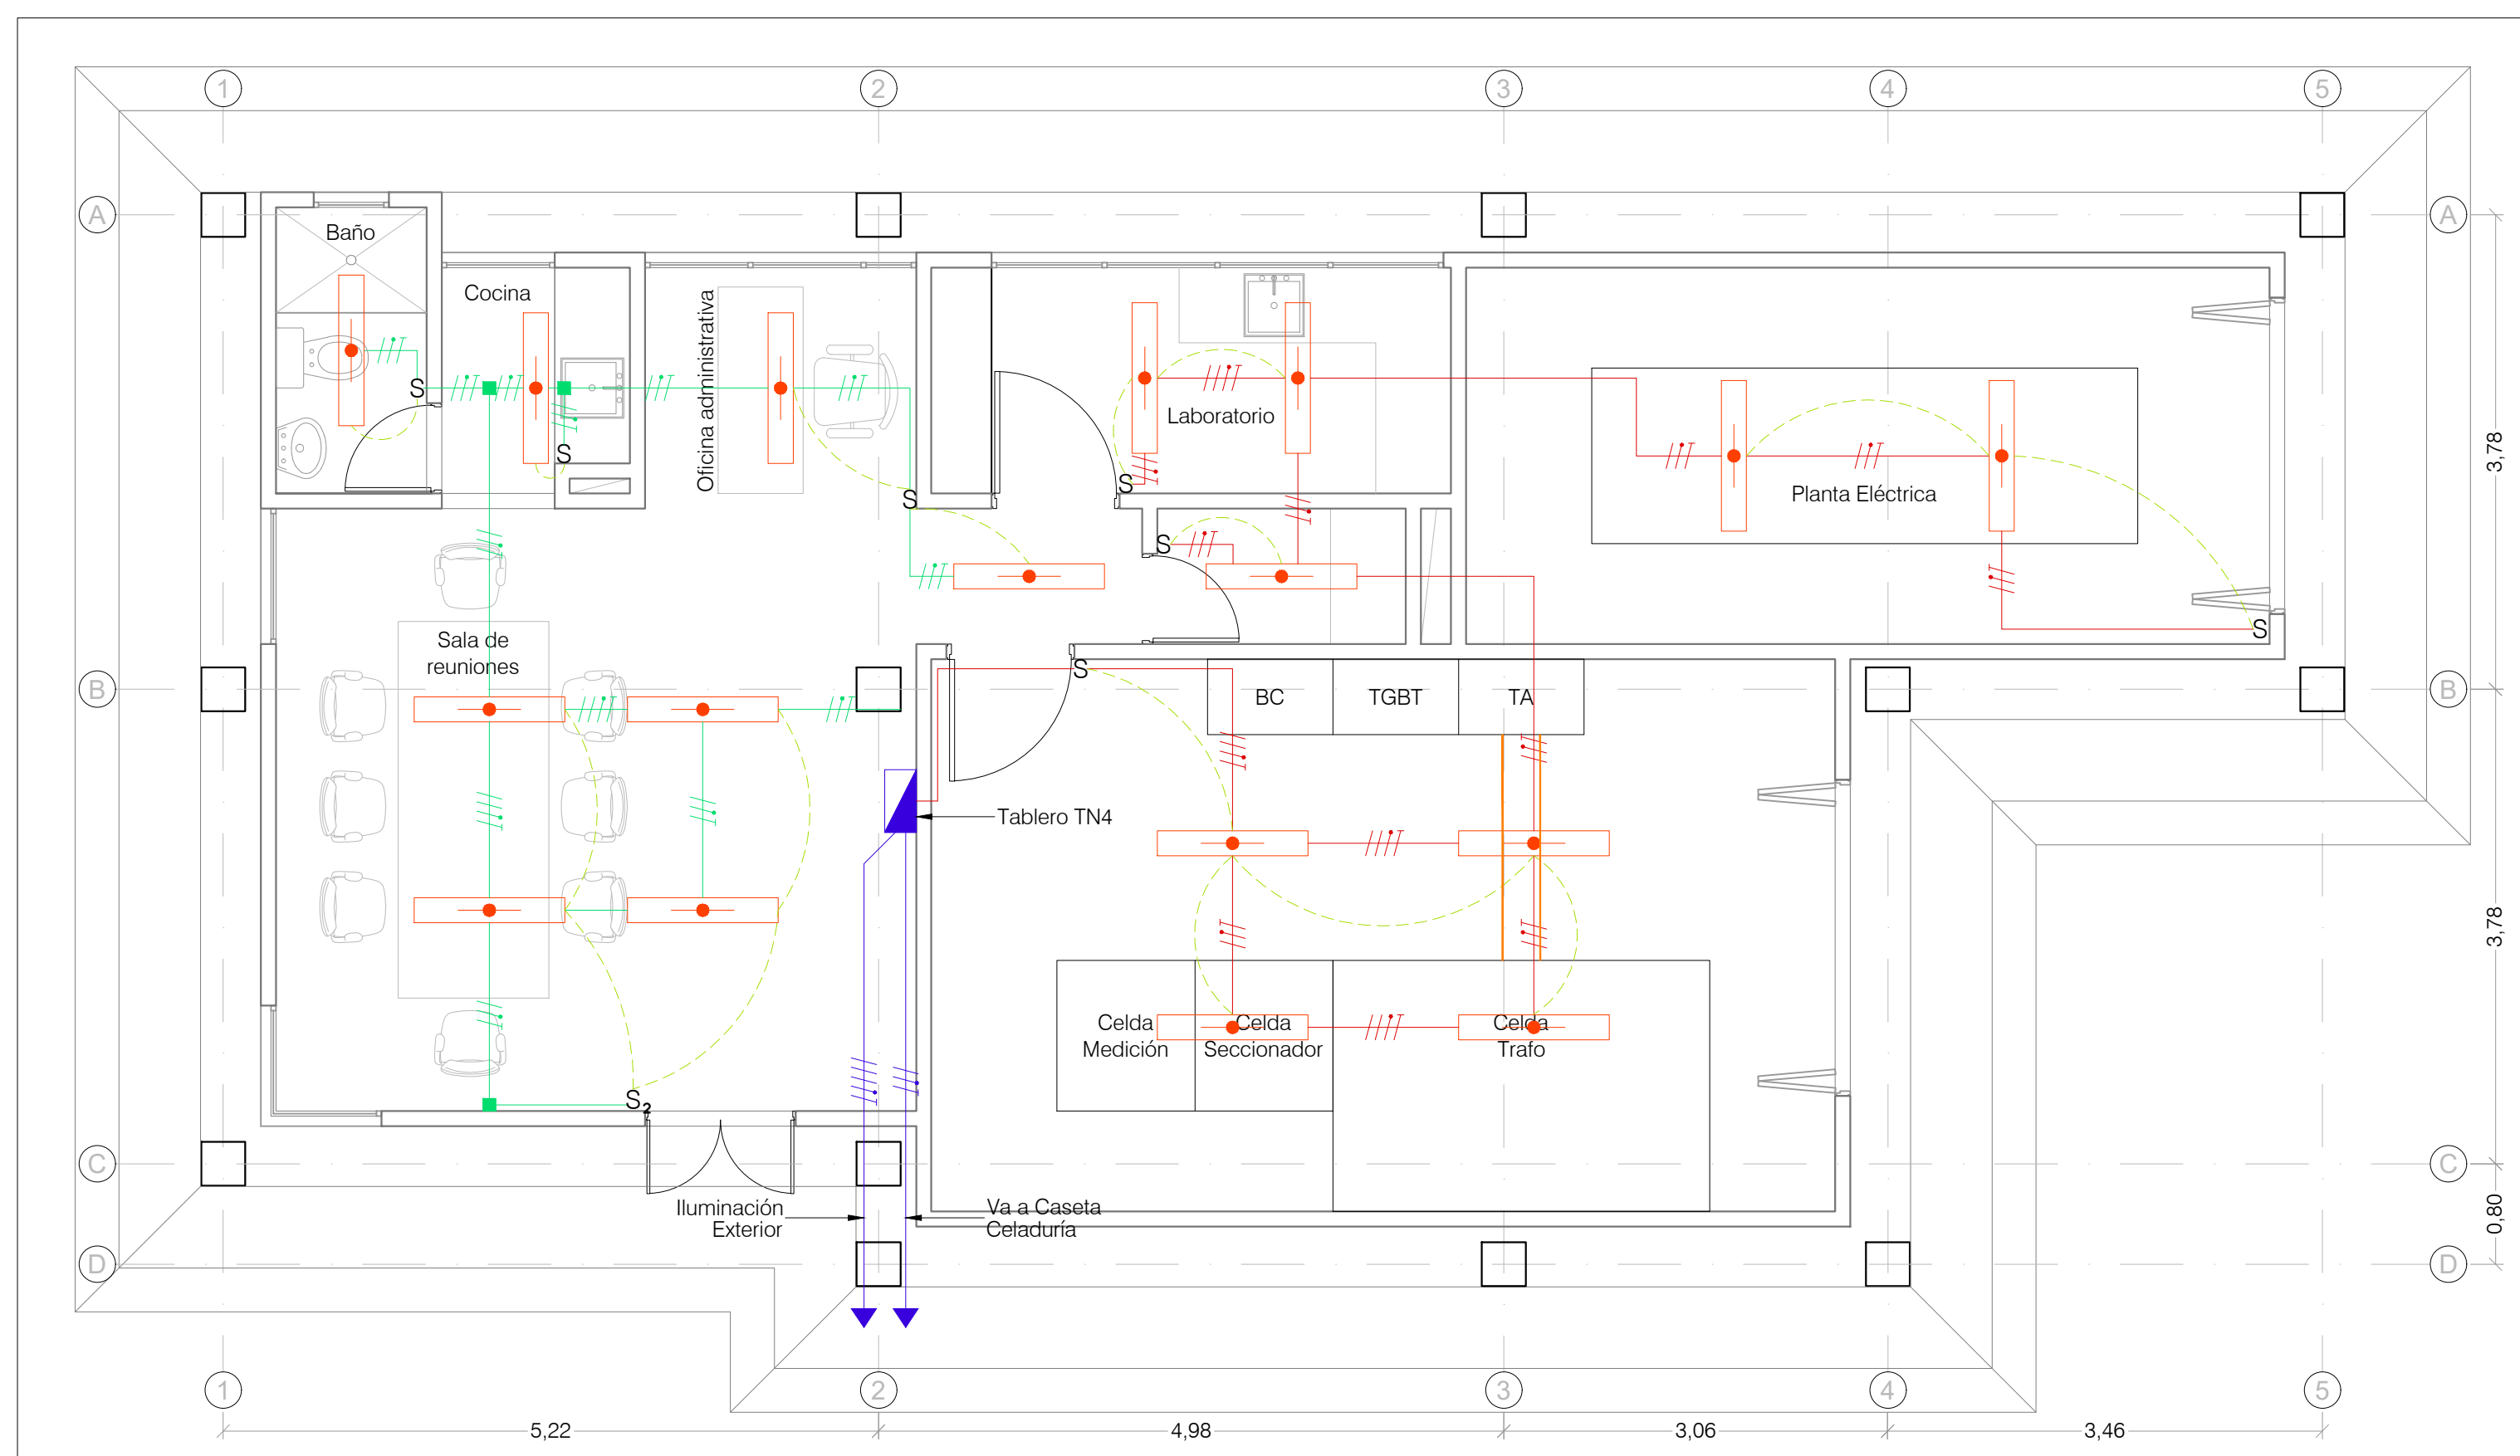 1
2
3
4
5
A
A
Baño
Cocina
Oficina administrativa
S
S
S
Laboratorio
S
S
Planta Eléctrica
3,78
S
Sala de
reuniones
S
B
BC
TGBT
TA
B
Tablero TN4
3,78
Celda
Medición
Celda
Seccionador
Celda
Trafo
S2
C
C
Iluminación
Exterior
Va a Caseta
Celaduría
0,80
D
D
1
2
3
4
5
5,22
4,98
3,06
3,46